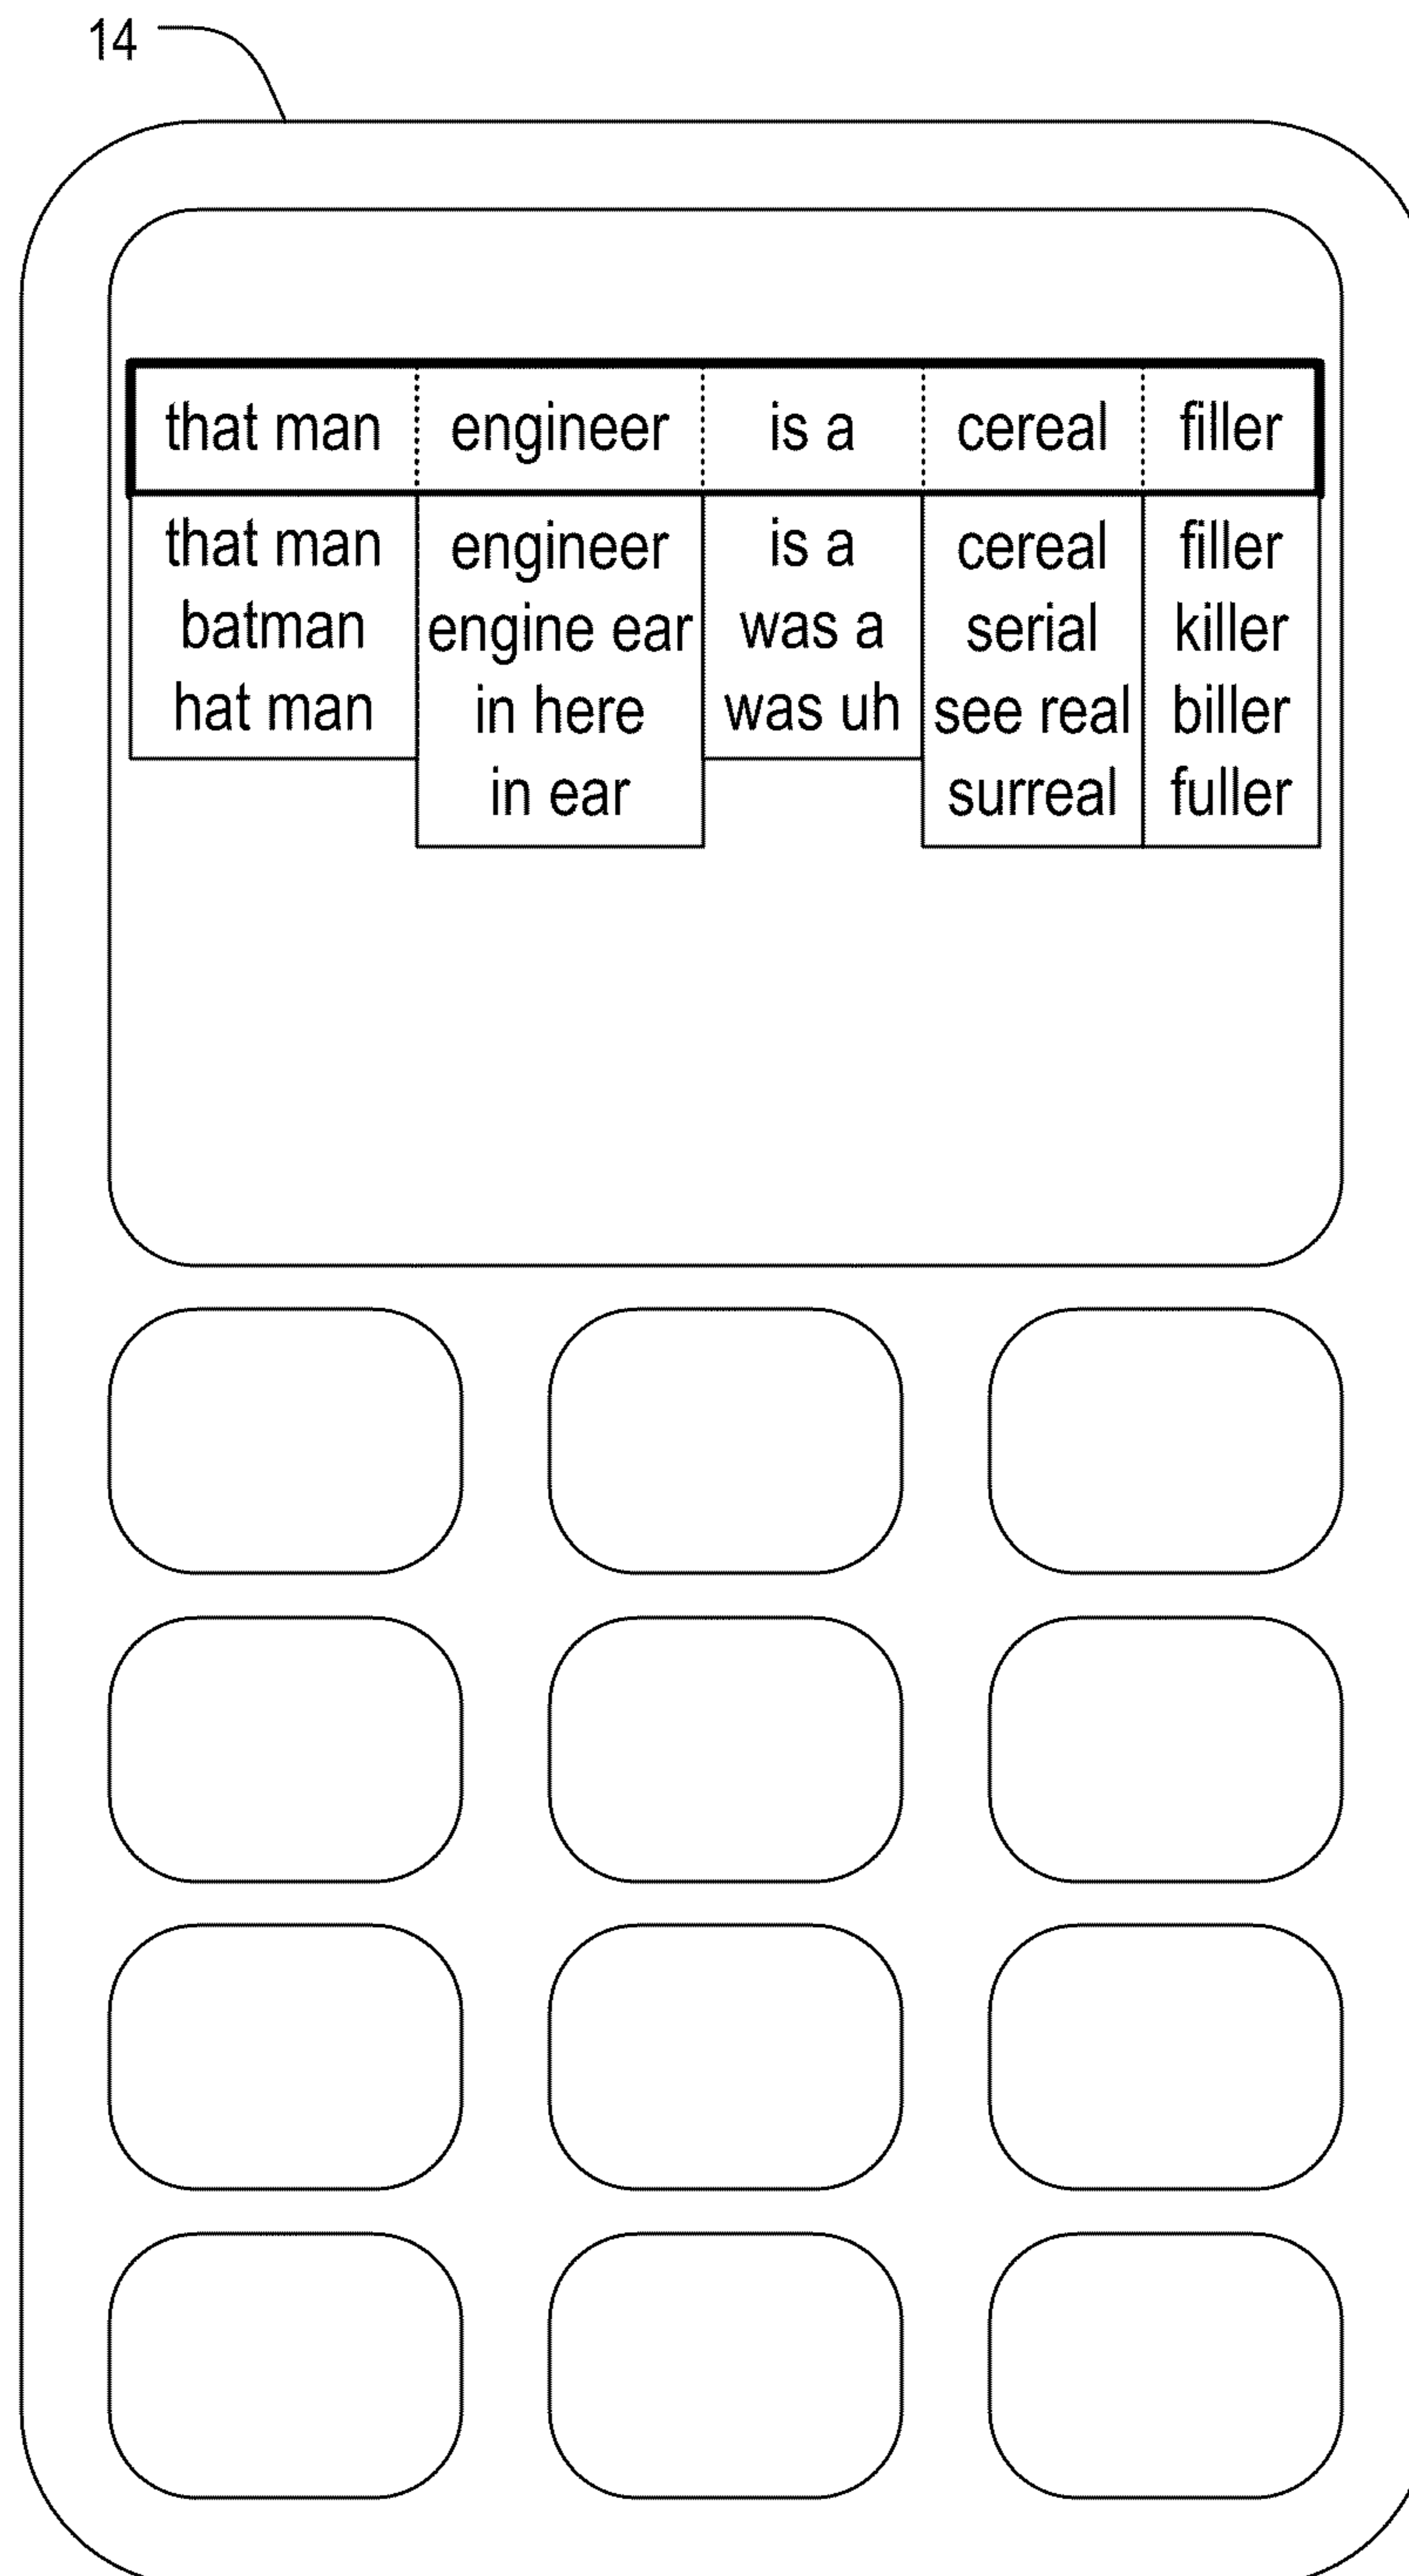 14
that man engineer is a cereal filler
that man engineer is a cereal filler
batman engine ear was a serial killer
hat man in here was uh see real biller
in ear surreal fuller